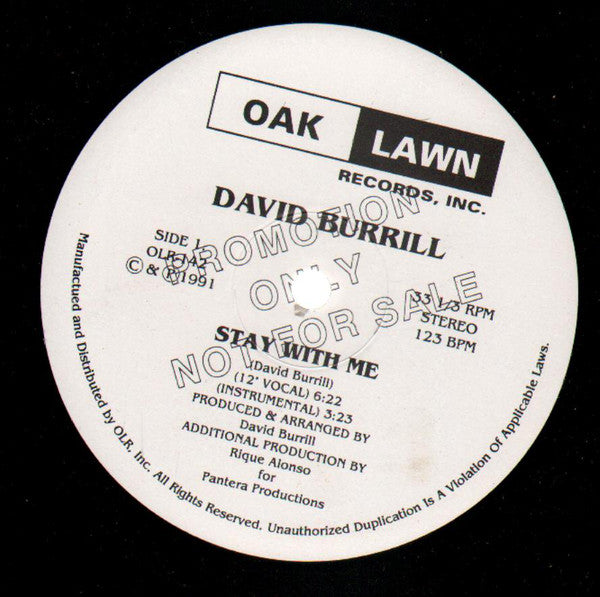 OAK LAWN
RECORDS, INC.
DAVID BURRILL
PROMOTION
ONLY
NOT FOR SALE
SIDE 1
OLR-142
© & ℗ 1991
33 1/3 RPM
STEREO
123 BPM
STAY WITH ME
(David Burrill)
(12" VOCAL) 6:22
(INSTRUMENTAL) 3:23
PRODUCED & ARRANGED BY
David Burrill
ADDITIONAL PRODUCTION BY
Rique Alonso
for
Pantera Productions
Manufactued and Distributed by OLR, Inc. All Rights Reserved. Unauthorized Duplication Is A Violation Of Applicable Laws.